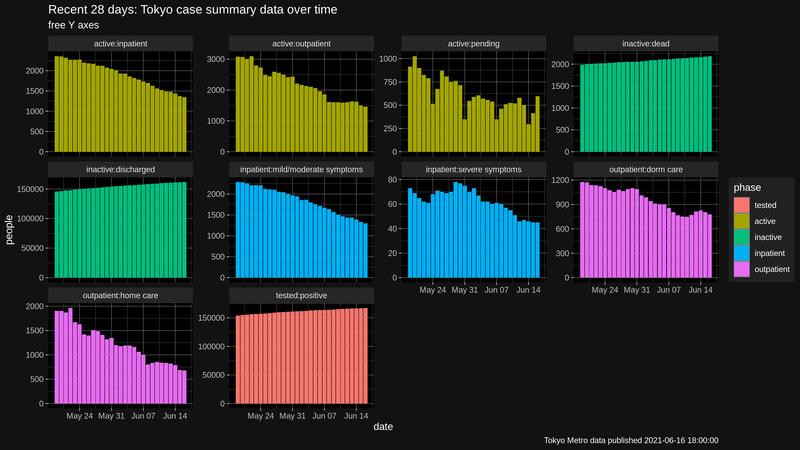 Recent 28 days: Tokyo case summary data over time
free Y axes
active:inpatient
active:outpatient
active:pending
inactive:dead
2000
1500
1000
500
0
3000
2000
1000
0
1000
750
500
250
0
2000
1500
1000
500
0
inactive:discharged
inpatient:mild/moderate symptoms
inpatient:severe symptoms
outpatient:dorm care
150000
100000
50000
0
2000
1500
1000
500
0
80
60
40
20
0
1200
900
600
300
0
May 24 May 31 Jun 07 Jun 14
May 24 May 31 Jun 07 Jun 14
outpatient:home care
tested:positive
2000
1500
1000
500
0
150000
100000
50000
0
May 24 May 31 Jun 07 Jun 14
May 24 May 31 Jun 07 Jun 14
people
date
phase
tested
active
inactive
inpatient
outpatient
Tokyo Metro data published 2021-06-16 18:00:00